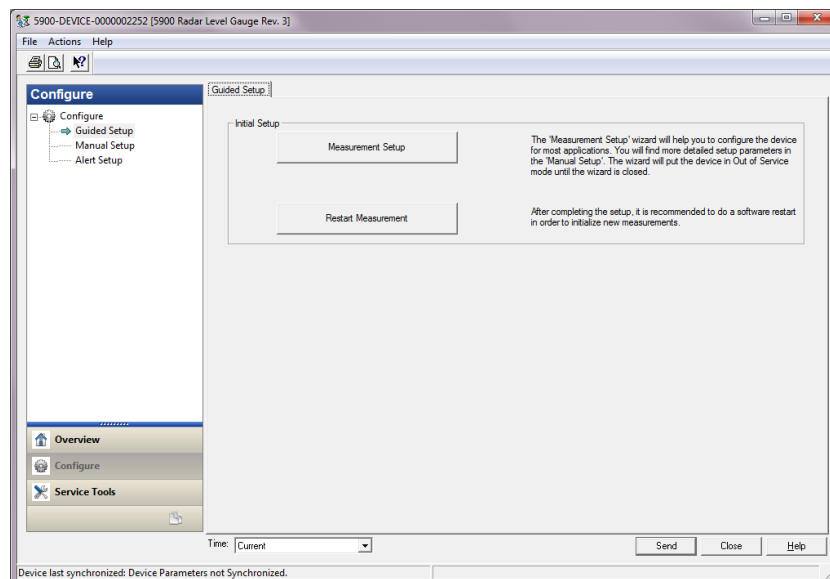 5900-DEVICE-0000002252 [5900 Radar Level Gauge Rev. 3]
File Actions Help
Configure
Configure
Guided Setup
Manual Setup
Alert Setup
Overview
Configure
Service Tools
Guided Setup
Initial Setup
Measurement Setup
The 'Measurement Setup' wizard will help you to configure the device
for most applications. You will find more detailed setup parameters in
the 'Manual Setup'. The wizard will put the device in Out of Service
mode until the wizard is closed.
Restart Measurement
After completing the setup, it is recommended to do a software restart
in order to initialize new measurements.
Time: Current
Send Close Help
Device last synchronized: Device Parameters not Synchronized.